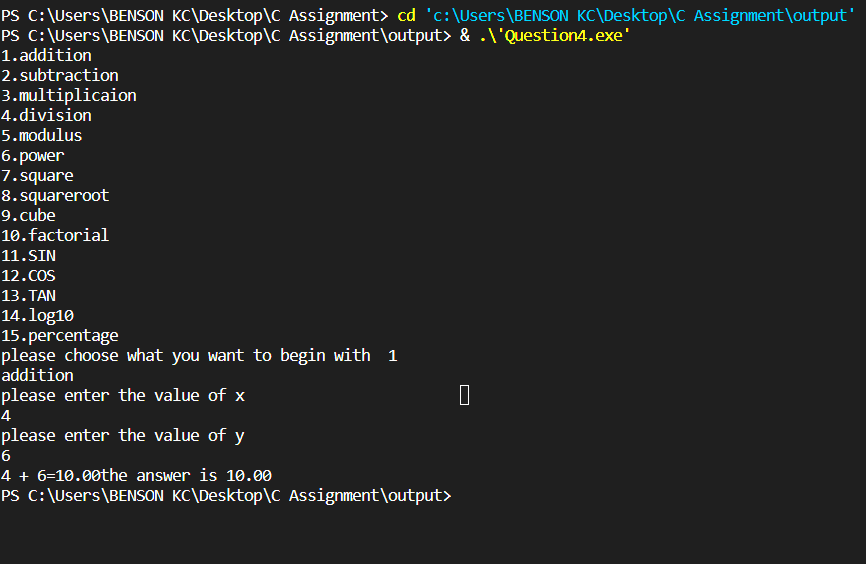 PS C:\Users\BENSON KC\Desktop\C Assignment> cd 'c:\Users\BENSON KC\Desktop\C Assignment\output'
PS C:\Users\BENSON KC\Desktop\C Assignment\output> & .\'Question4.exe'
1.addition
2.subtraction
3.multiplicaion
4.division
5.modulus
6.power
7.square
8.squareroot
9.cube
10.factorial
11.SIN
12.COS
13.TAN
14.log10
15.percentage
please choose what you want to begin with  1
addition
please enter the value of x
4
please enter the value of y
6
4 + 6=10.00the answer is 10.00
PS C:\Users\BENSON KC\Desktop\C Assignment\output>